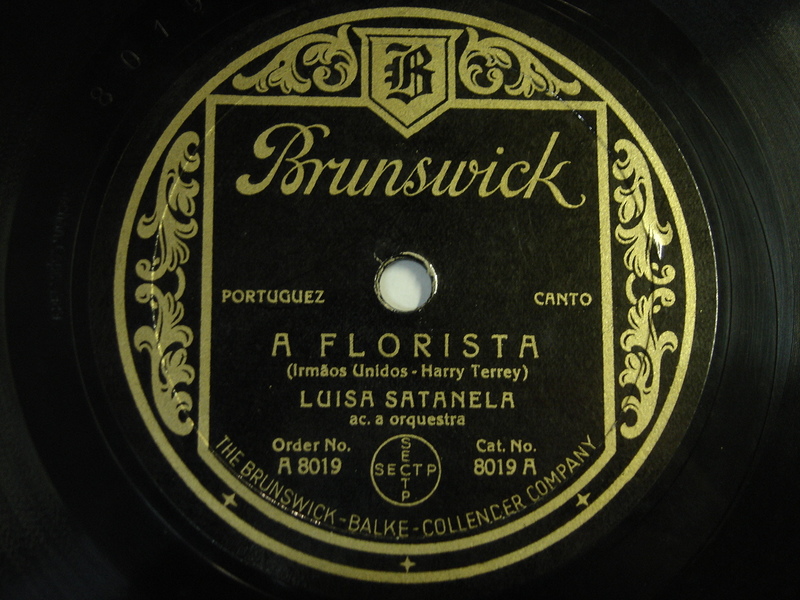 8019
B
Brunswick
PORTUGUEZ CANTO
A FLORISTA
(Irmãos Unidos - Harry Terrey)
LUISA SATANELA
ac. a orquestra
Order No. Cat. No.
A 8019 SECTP 8019 A
SECTP
THE BRUNSWICK-BALKE-COLLENDER COMPANY